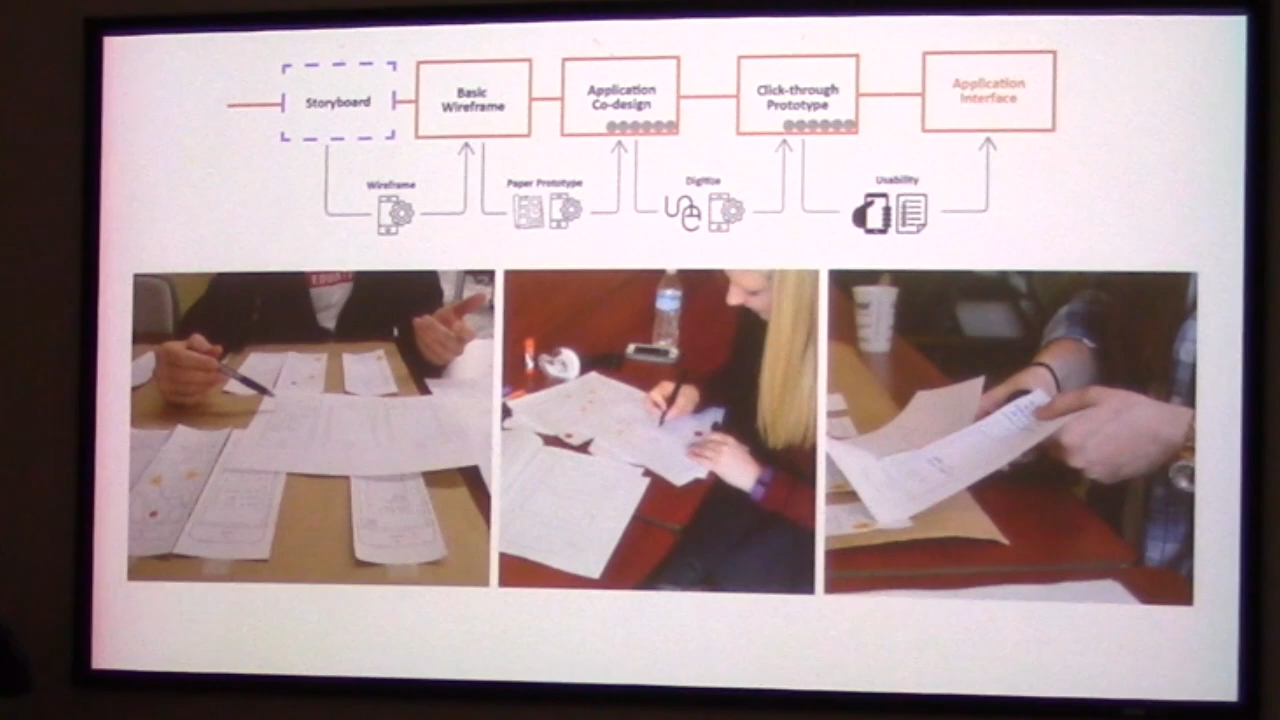 Storyboard
Basic
Wireframe
Application
Co-design
Click-through
Prototype
Application
Interface
Wireframe
Paper Prototype
Digitize
Usability